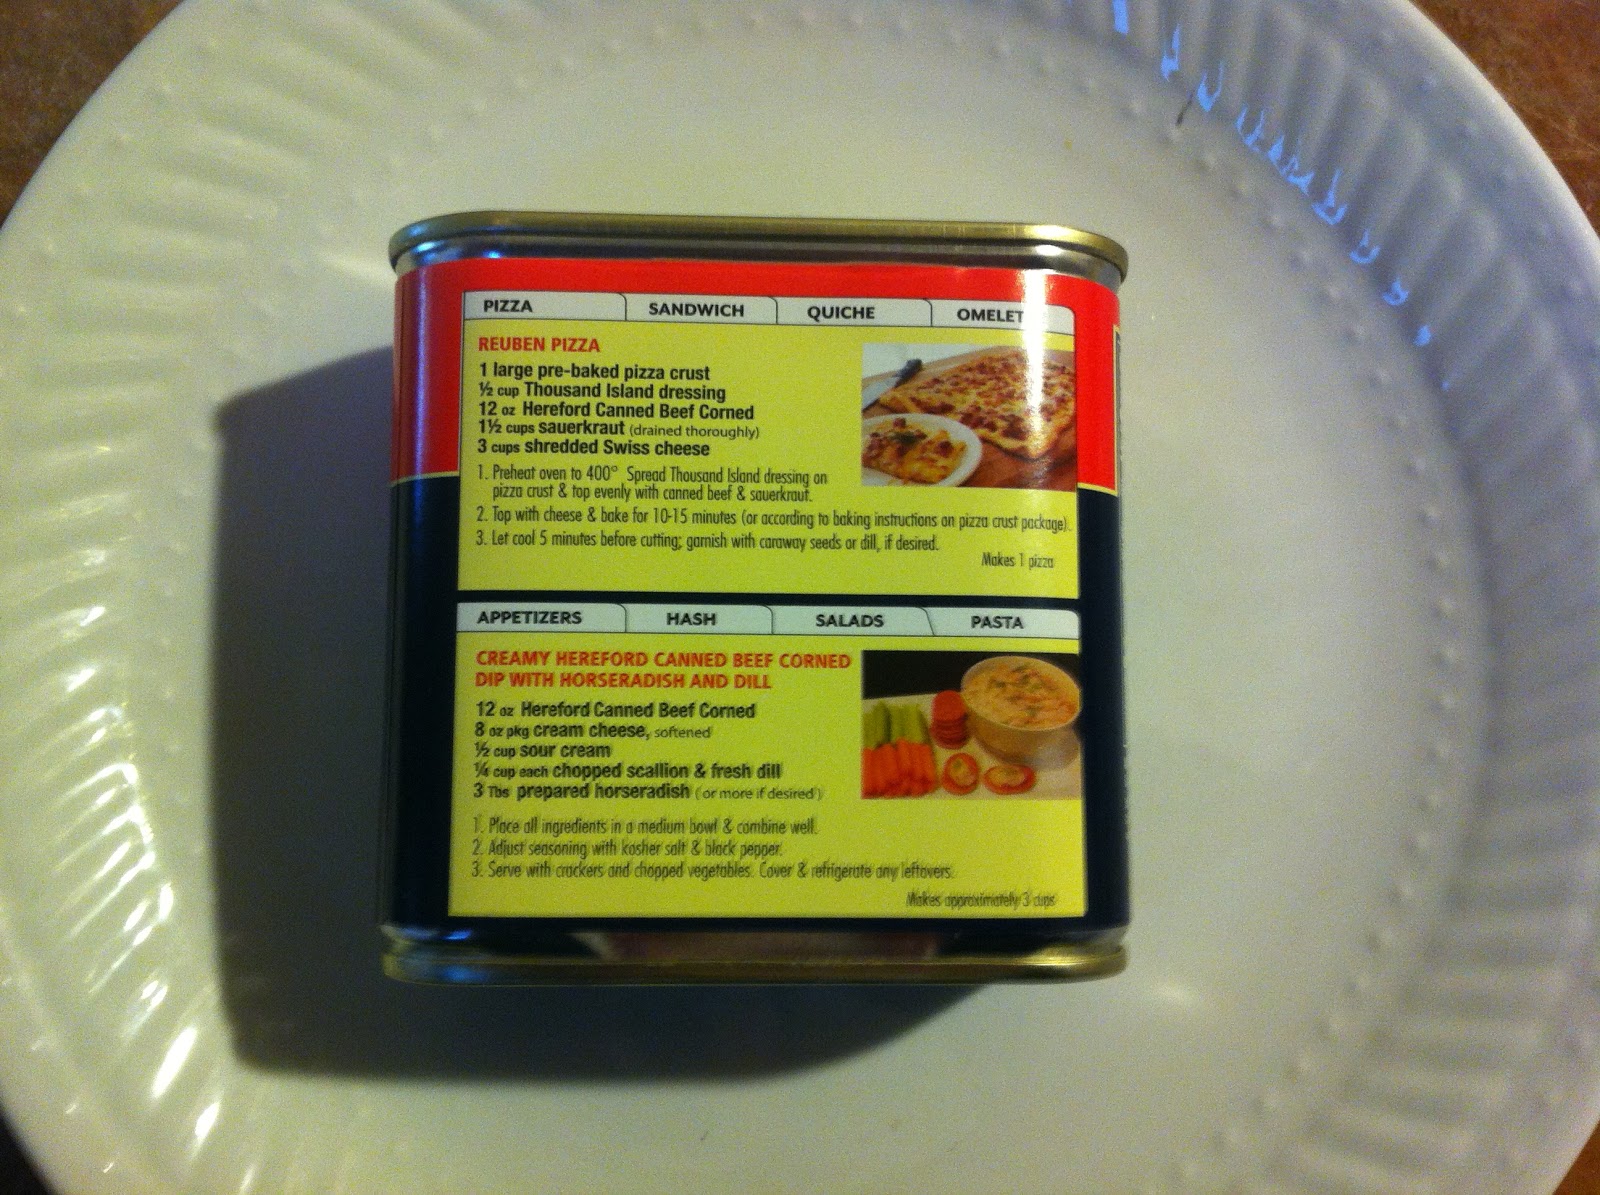 PIZZA SANDWICH QUICHE OMELET
REUBEN PIZZA
1 large pre-baked pizza crust
½ cup Thousand Island dressing
12 oz Hereford Canned Beef Corned
1½ cups sauerkraut (drained thoroughly)
3 cups shredded Swiss cheese
1. Preheat oven to 400° Spread Thousand Island dressing on
pizza crust & top evenly with canned beef & sauerkraut.
2. Top with cheese & bake for 10-15 minutes (or according to baking instructions on pizza crust package).
3. Let cool 5 minutes before cutting; garnish with caraway seeds or dill, if desired.
Makes 1 pizza
APPETIZERS HASH SALADS PASTA
CREAMY HEREFORD CANNED BEEF CORNED
DIP WITH HORSERADISH AND DILL
12 oz Hereford Canned Beef Corned
8 oz pkg cream cheese, softened
½ cup sour cream
¼ cup each chopped scallion & fresh dill
3 Tbs prepared horseradish (or more if desired)
1. Place all ingredients in a medium bowl & combine well.
2. Adjust seasoning with kosher salt & black pepper.
3. Serve with crackers and chopped vegetables. Cover & refrigerate any leftovers.
Makes approximately 3 cups